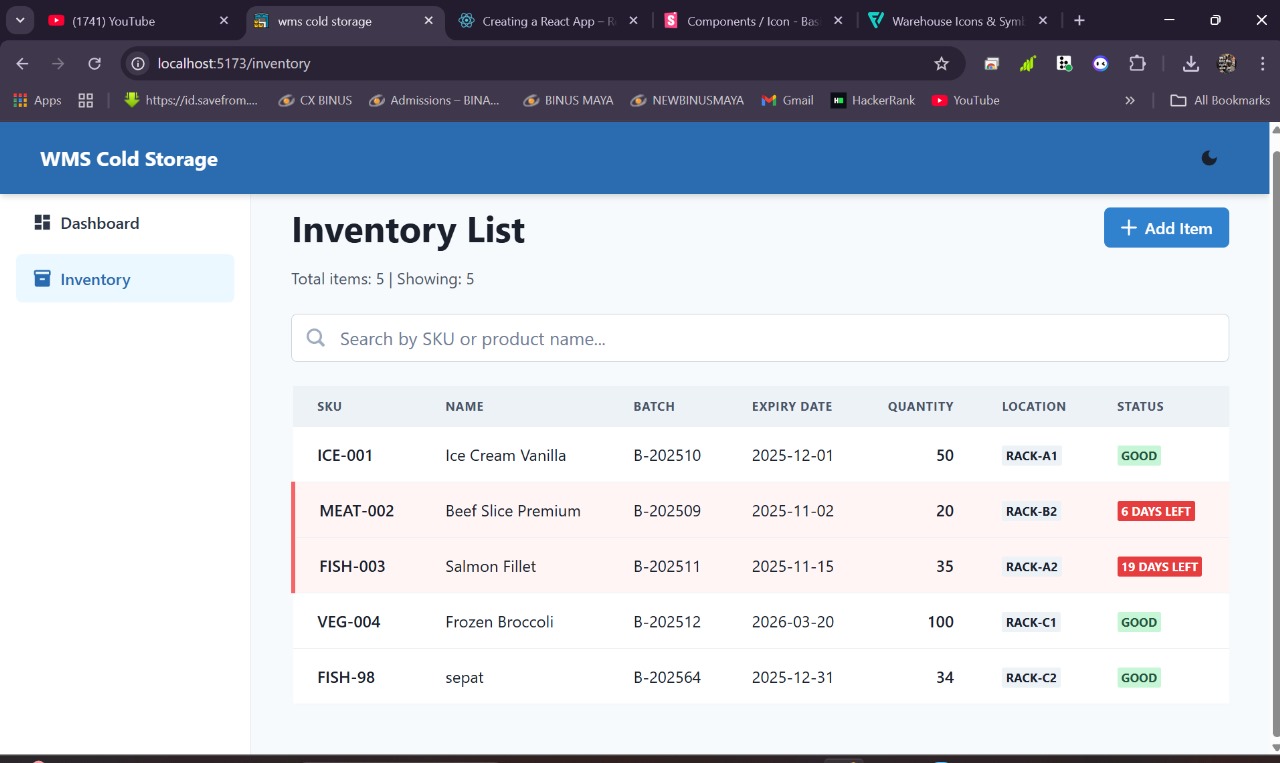 (1741) YouTube
wms cold storage
Creating a React App – R
Components / Icon - Bas
Warehouse Icons & Symb
localhost:5173/inventory
Apps
https://id.savefrom....
CX BINUS
Admissions – BINA...
BINUS MAYA
NEWBINUSMAYA
Gmail
HackerRank
YouTube
All Bookmarks
WMS Cold Storage
Dashboard
Inventory
Inventory List
+ Add Item
Total items: 5 | Showing: 5
Search by SKU or product name...
SKU NAME BATCH EXPIRY DATE QUANTITY LOCATION STATUS
ICE-001 Ice Cream Vanilla B-202510 2025-12-01 50 RACK-A1 GOOD
MEAT-002 Beef Slice Premium B-202509 2025-11-02 20 RACK-B2 6 DAYS LEFT
FISH-003 Salmon Fillet B-202511 2025-11-15 35 RACK-A2 19 DAYS LEFT
VEG-004 Frozen Broccoli B-202512 2026-03-20 100 RACK-C1 GOOD
FISH-98 sepat B-202564 2025-12-31 34 RACK-C2 GOOD